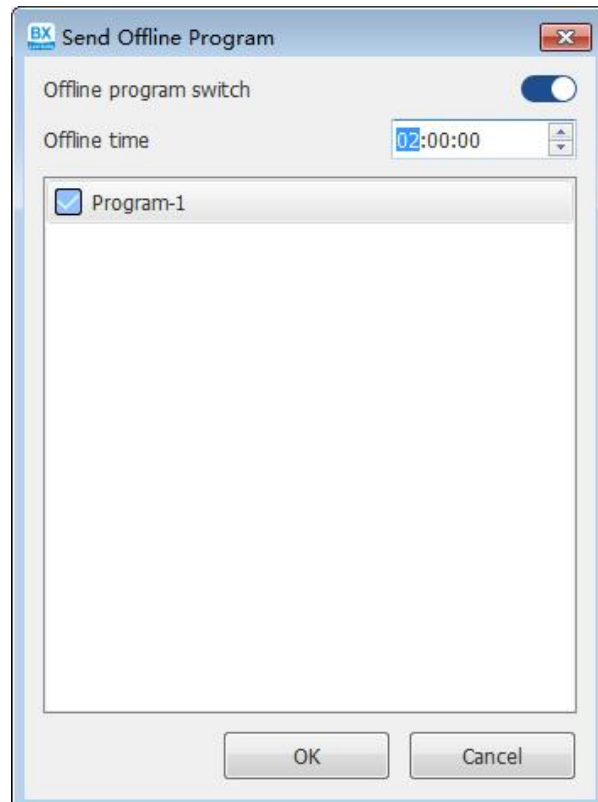 BX Send Offline Program
Offline program switch
Offline time 02:00:00
Program-1
OK Cancel